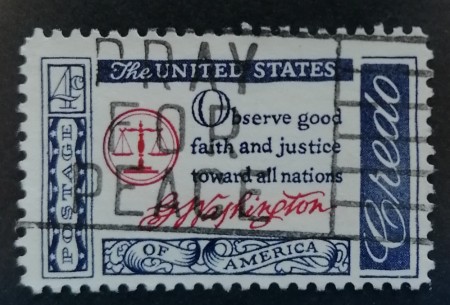 The UNITED STATES
4c
POSTAGE
Observe good
faith and justice
toward all nations
G Washington
OF AMERICA
Credo
PRAY
FOR
PEACE